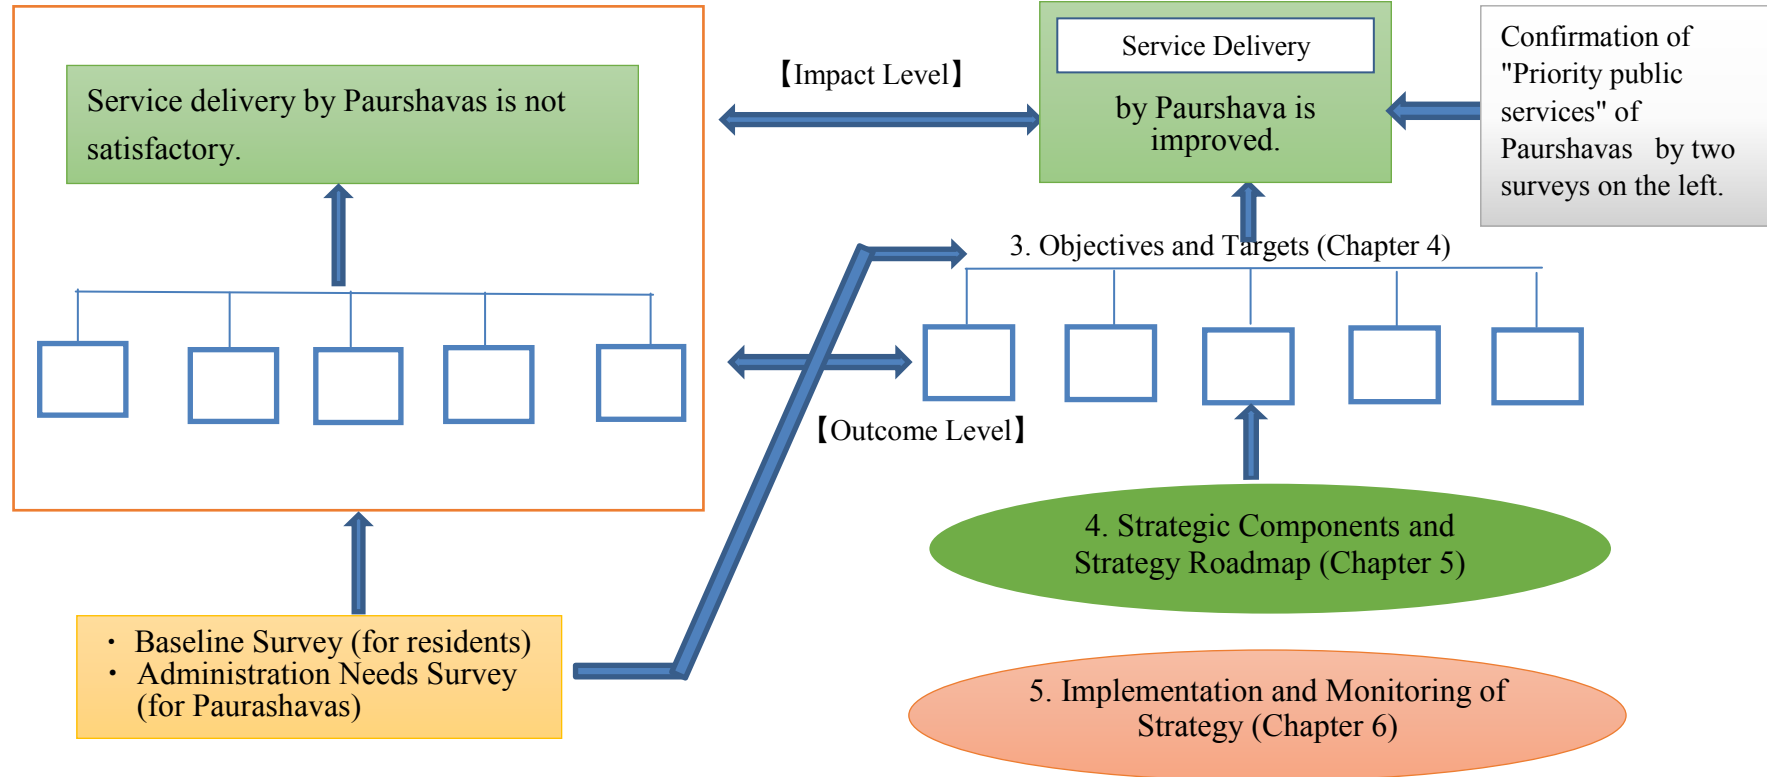 Service delivery by Paurshavas is not
satisfactory.
【Impact Level】
Service Delivery
by Paurshava is
improved.
Confirmation of
"Priority public
services" of
Paurshavas by two
surveys on the left.
3. Objectives and Targets (Chapter 4)
【Outcome Level】
4. Strategic Components and
Strategy Roadmap (Chapter 5)
・ Baseline Survey (for residents)
・ Administration Needs Survey
(for Paurashavas)
5. Implementation and Monitoring of
Strategy (Chapter 6)